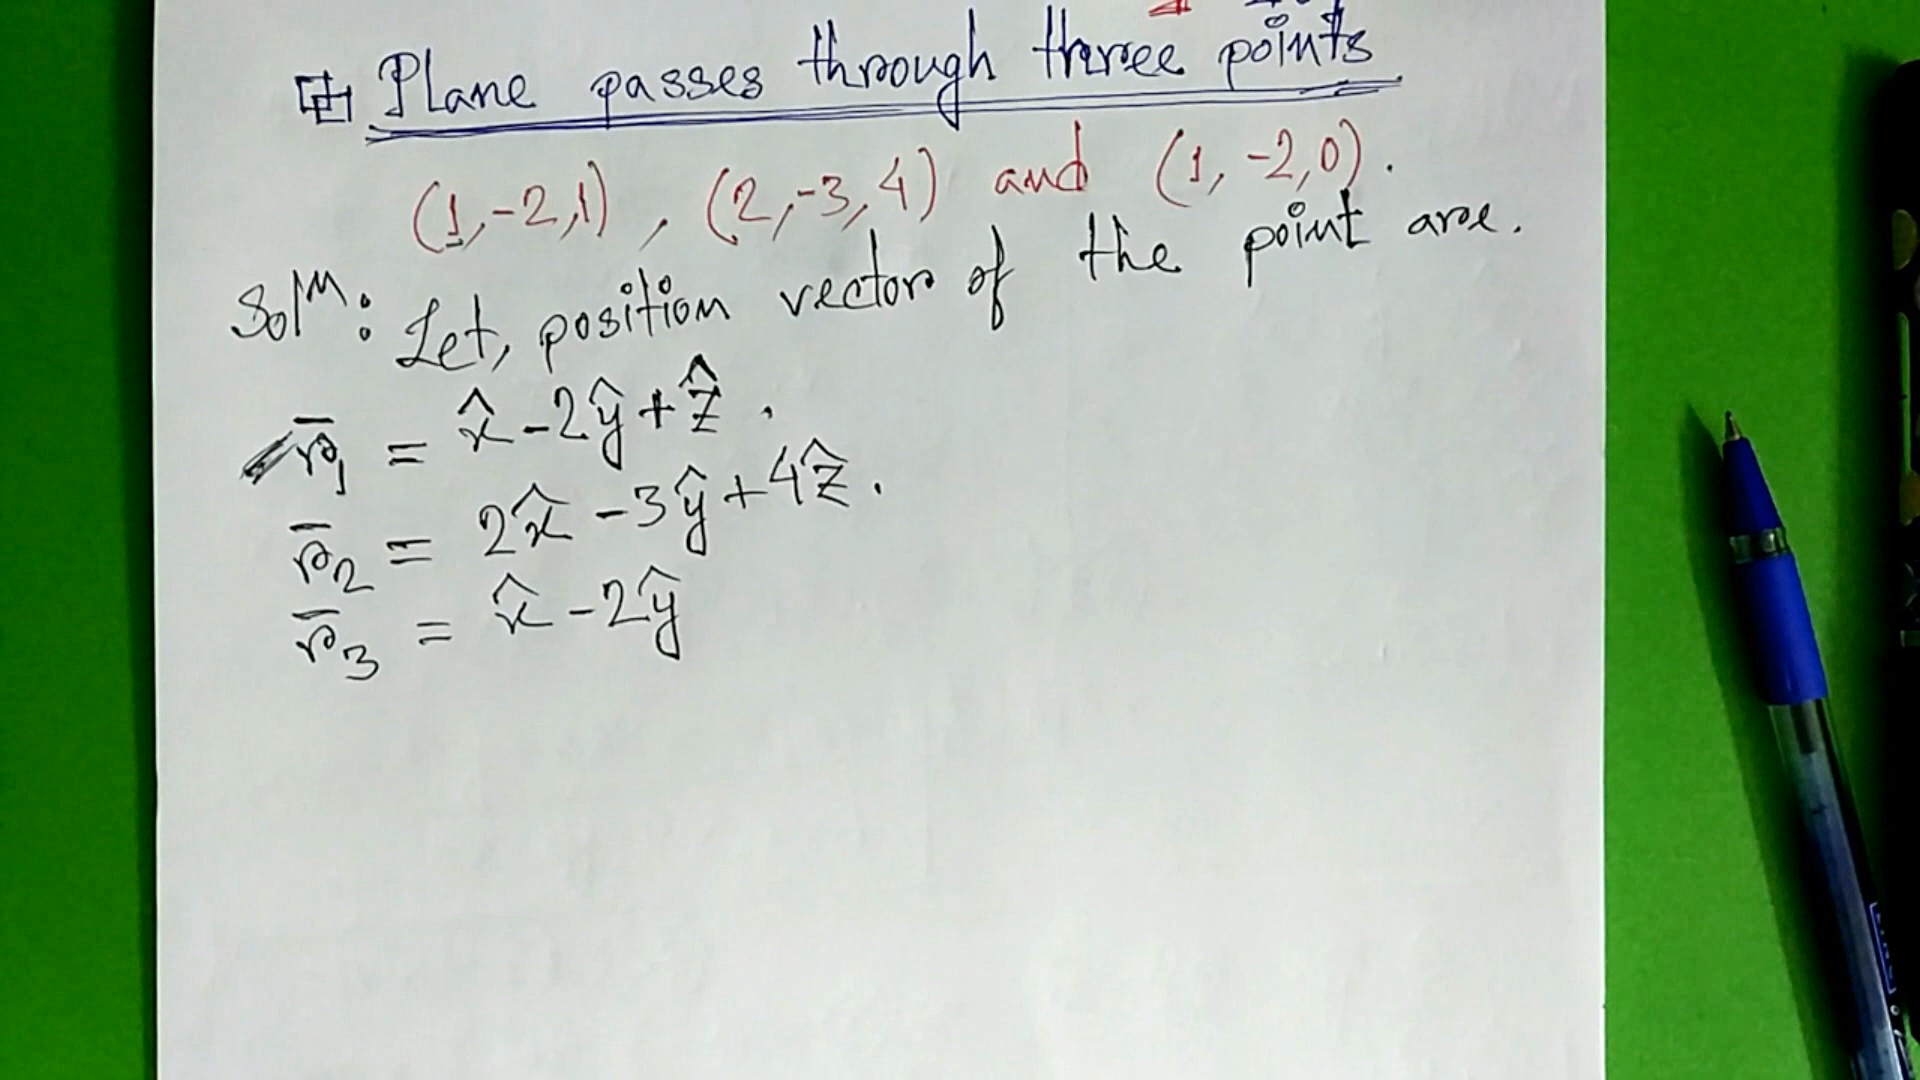 Plane passes through three points
(1,-2,1), (2,-3,4) and (1,-2,0).
Solⁿ: Let, position vector of the point are.
r̄₁ = x̂ - 2ŷ + ẑ.
r̄₂ = 2x̂ - 3ŷ + 4ẑ.
r̄₃ = x̂ - 2ŷ